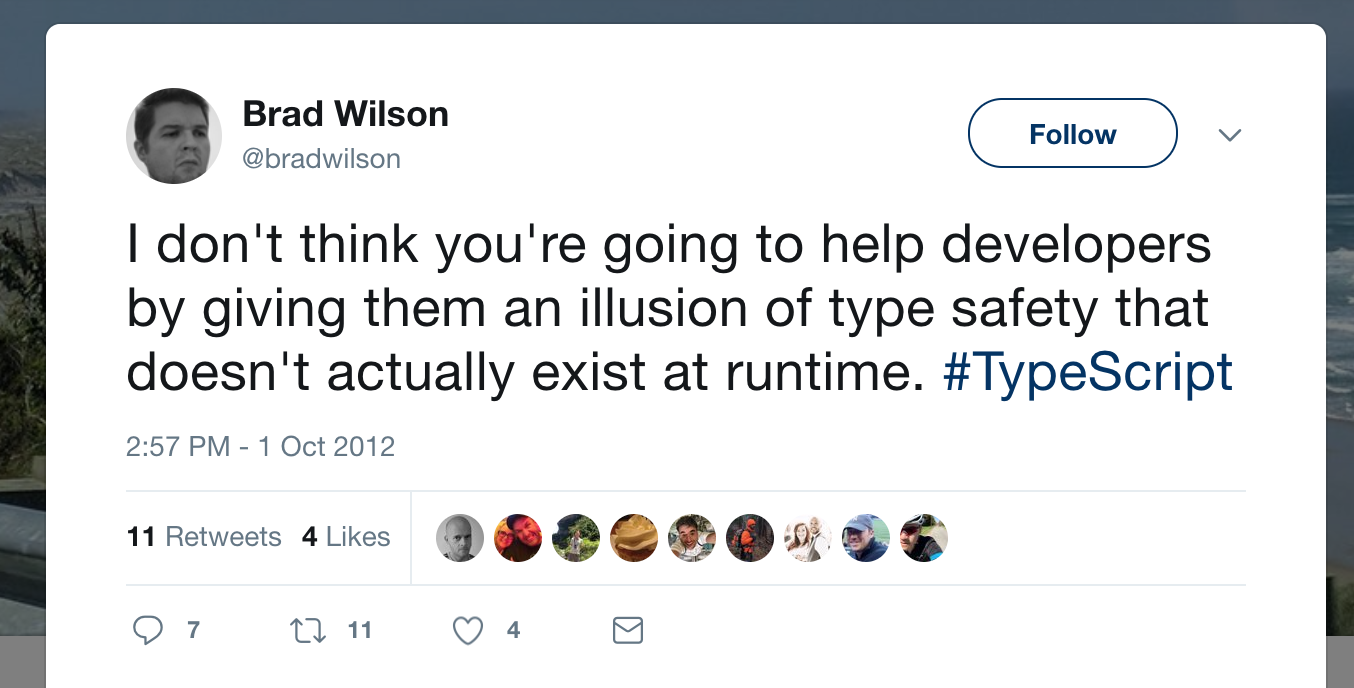 Brad Wilson
@bradwilson
Follow
I don't think you're going to help developers
by giving them an illusion of type safety that
doesn't actually exist at runtime. #TypeScript
2:57 PM - 1 Oct 2012
11 Retweets 4 Likes
7 11 4